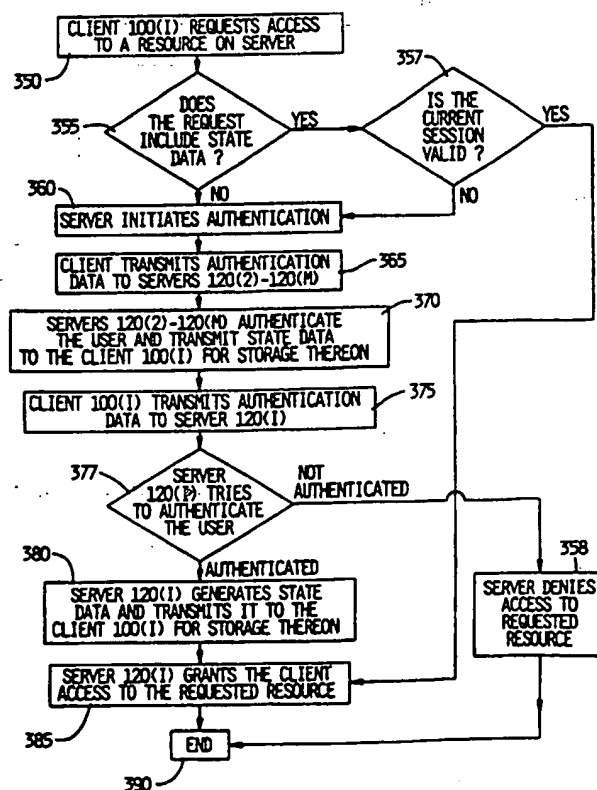 CLIENT 100(I) REQUESTS ACCESS
TO A RESOURCE ON SERVER
350
355
DOES
THE REQUEST
INCLUDE STATE
DATA ?
YES
NO
357
IS THE
CURRENT
SESSION
VALID ?
YES
NO
360
SERVER INITIATES AUTHENTICATION
CLIENT TRANSMITS AUTHENTICATION
DATA TO SERVERS 120(2)-120(M)
365
370
SERVERS 120(2)-120(M) AUTHENTICATE
THE USER AND TRANSMIT STATE DATA
TO THE CLIENT 100(I) FOR STORAGE THEREON
375
CLIENT 100(I) TRANSMITS AUTHENTICATION
DATA TO SERVER 120(I)
377
SERVER
TRIES
TO AUTHENTICATE
THE USER
NOT
AUTHENTICATED
AUTHENTICATED
380
SERVER 120(I) GENERATES STATE
DATA AND TRANSMITS IT TO THE
CLIENT 100(I) FOR STORAGE THEREON
358
SERVER DENIES
ACCESS TO
REQUESTED
RESOURCE
SERVER 120(I) GRANTS THE CLIENT
ACCESS TO THE REQUESTED RESOURCE
385
END
390